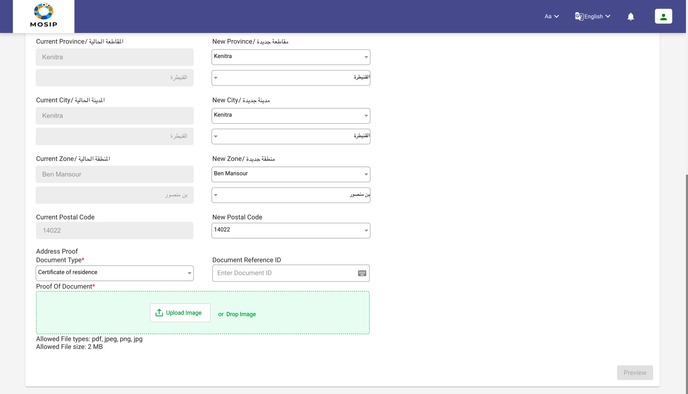 MOSIP
Aa
English
Current Province/ المقاطعة الحالية
New Province/ مقاطعة جديدة
Kenitra
Kenitra
القنيطرة
القنيطرة
Current City/ المدينة الحالية
New City/ مدينة جديدة
Kenitra
Kenitra
القنيطرة
القنيطرة
Current Zone/ المنطقة الحالية
New Zone/ منطقة جديدة
Ben Mansour
Ben Mansour
بن منصور
بن منصور
Current Postal Code
New Postal Code
14022
14022
Address Proof
Document Type*
Document Reference ID
Certificate of residence
Enter Document ID
Proof Of Document*
Upload Image
or Drop Image
Allowed File types: pdf, jpeg, png, jpg
Allowed File size: 2 MB
Preview